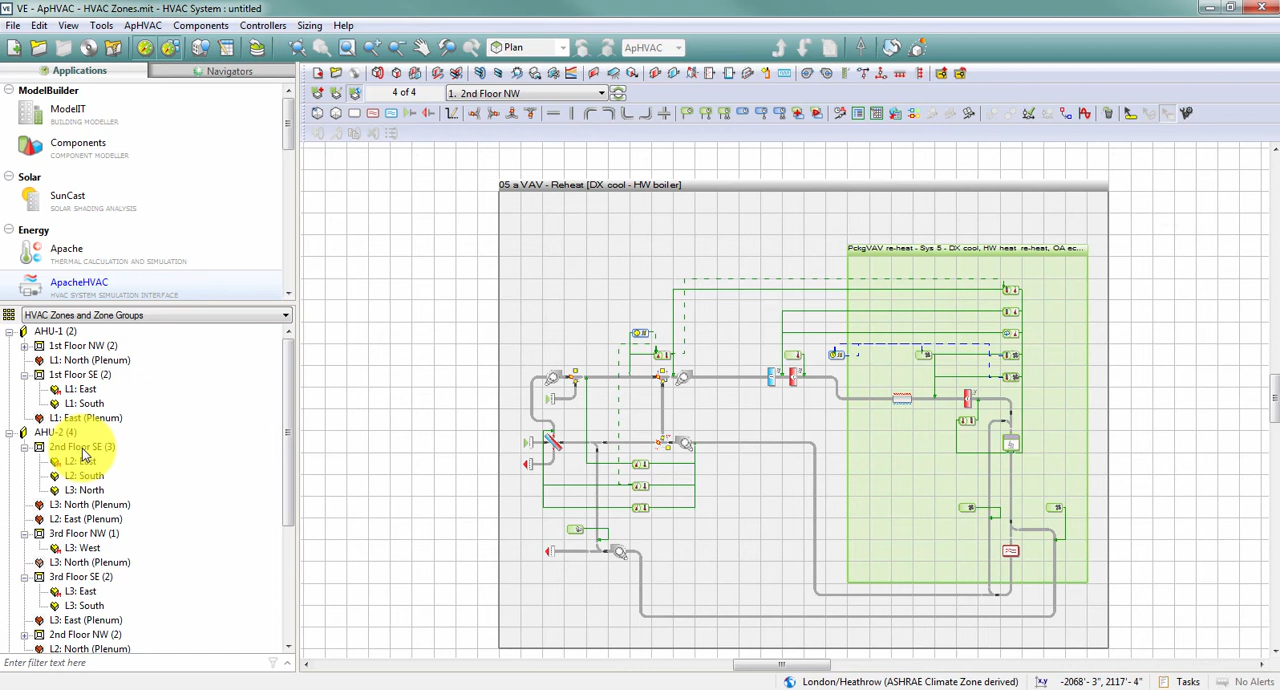 VE - ApHVAC - HVAC Zones.mit - HVAC System : untitled
File Edit View Tools ApHVAC Components Controllers Sizing Help
Plan
ApHVAC
Applications Navigators
4 of 4
1. 2nd Floor NW
ModelBuilder
ModelIT
BUILDING MODELLER
Components
COMPONENT MODELLER
Solar
SunCast
SOLAR SHADING ANALYSIS
Energy
Apache
THERMAL CALCULATION AND SIMULATION
ApacheHVAC
HVAC SYSTEM SIMULATION INTERFACE
HVAC Zones and Zone Groups
AHU-1 (2)
1st Floor NW (2)
L1: North (Plenum)
1st Floor SE (2)
L1: East
L1: South
L1: East (Plenum)
AHU-2 (4)
2nd Floor SE (3)
L2: East
L2: South
L3: North
L3: North (Plenum)
L2: East (Plenum)
3rd Floor NW (1)
L3: West
L3: North (Plenum)
3rd Floor SE (2)
L3: East
L3: South
L3: East (Plenum)
2nd Floor NW (2)
L2: North (Plenum)
Enter filter text here
05 a VAV - Reheat [DX cool - HW boiler]
PckgVAV re-heat - Sys 5 - DX cool, HW heat re-heat, OA ec...
London/Heathrow (ASHRAE Climate Zone derived)
x,y
-2068' - 3", 2117'- 4"
Tasks
No Alerts